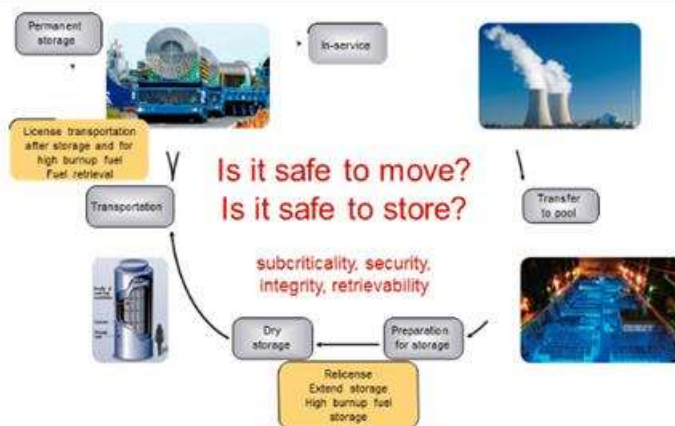 Permanent
storage
In-service
License transportation
after storage and for
high burnup fuel
Fuel retrieval
Is it safe to move?
Is it safe to store?
Transportation
Transfer
to pool
subcriticality, security,
integrity, retrievability
Dry
storage
Preparation
for storage
Relicense
Extend storage
High burnup fuel
storage